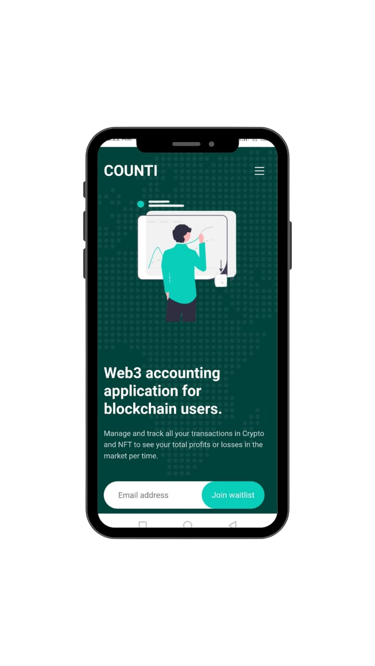 COUNTI
Web3 accounting
application for
blockchain users.
Manage and track all your transactions in Crypto
and NFT to see your total profits or losses in the
market per time.
Email address
Join waitlist